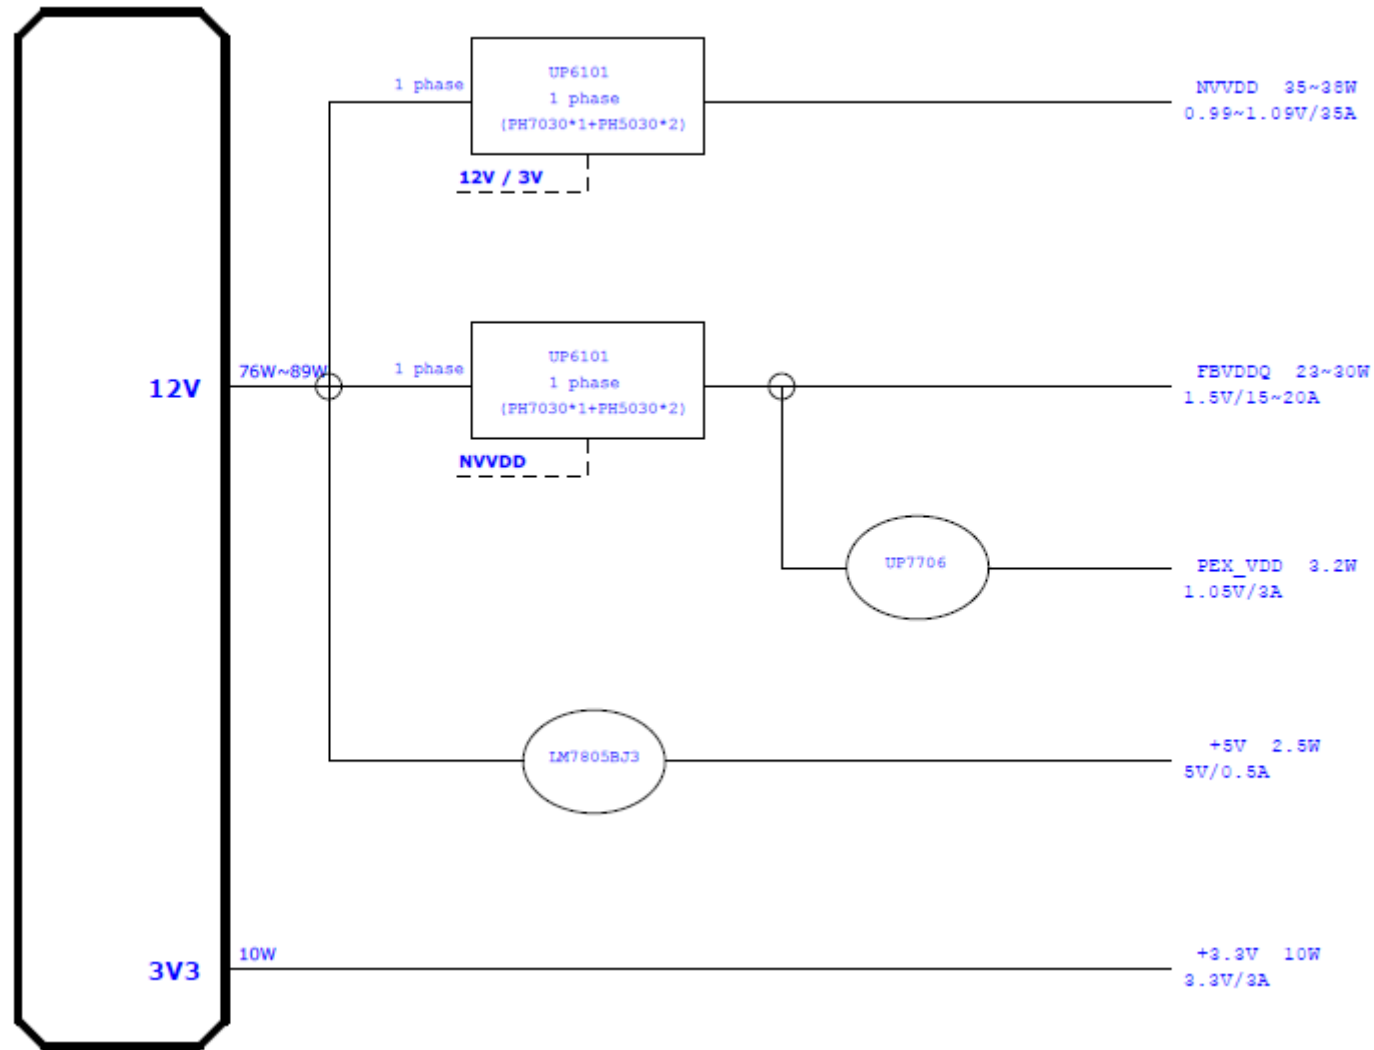 1 phase
UP6101
1 phase
(PH7030*1+PH5030*2)
12V / 3V
NVVDD 35~38W
0.99~1.09V/35A
12V
76W~89W
1 phase
UP6101
1 phase
(PH7030*1+PH5030*2)
NVVDD
FBVDDQ 23~30W
1.5V/15~20A
UP7706
PEX_VDD 3.2W
1.05V/3A
LM7805BJ3
+5V 2.5W
5V/0.5A
3V3
10W
+3.3V 10W
3.3V/3A